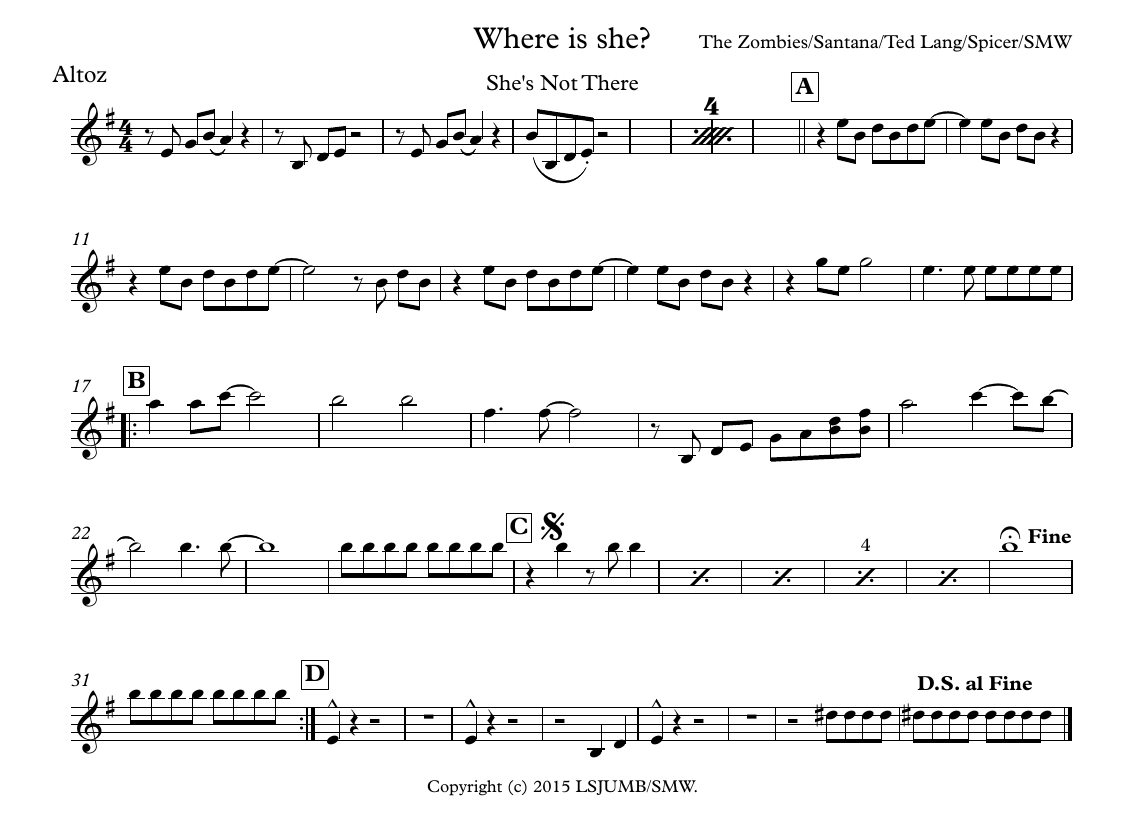 Where is she?
The Zombies/Santana/Ted Lang/Spicer/SMW
Altoz
She's Not There
4
A
4
4
11
17
B
22
C
4
Fine
31
D
D.S. al Fine
Copyright (c) 2015 LSJUMB/SMW.